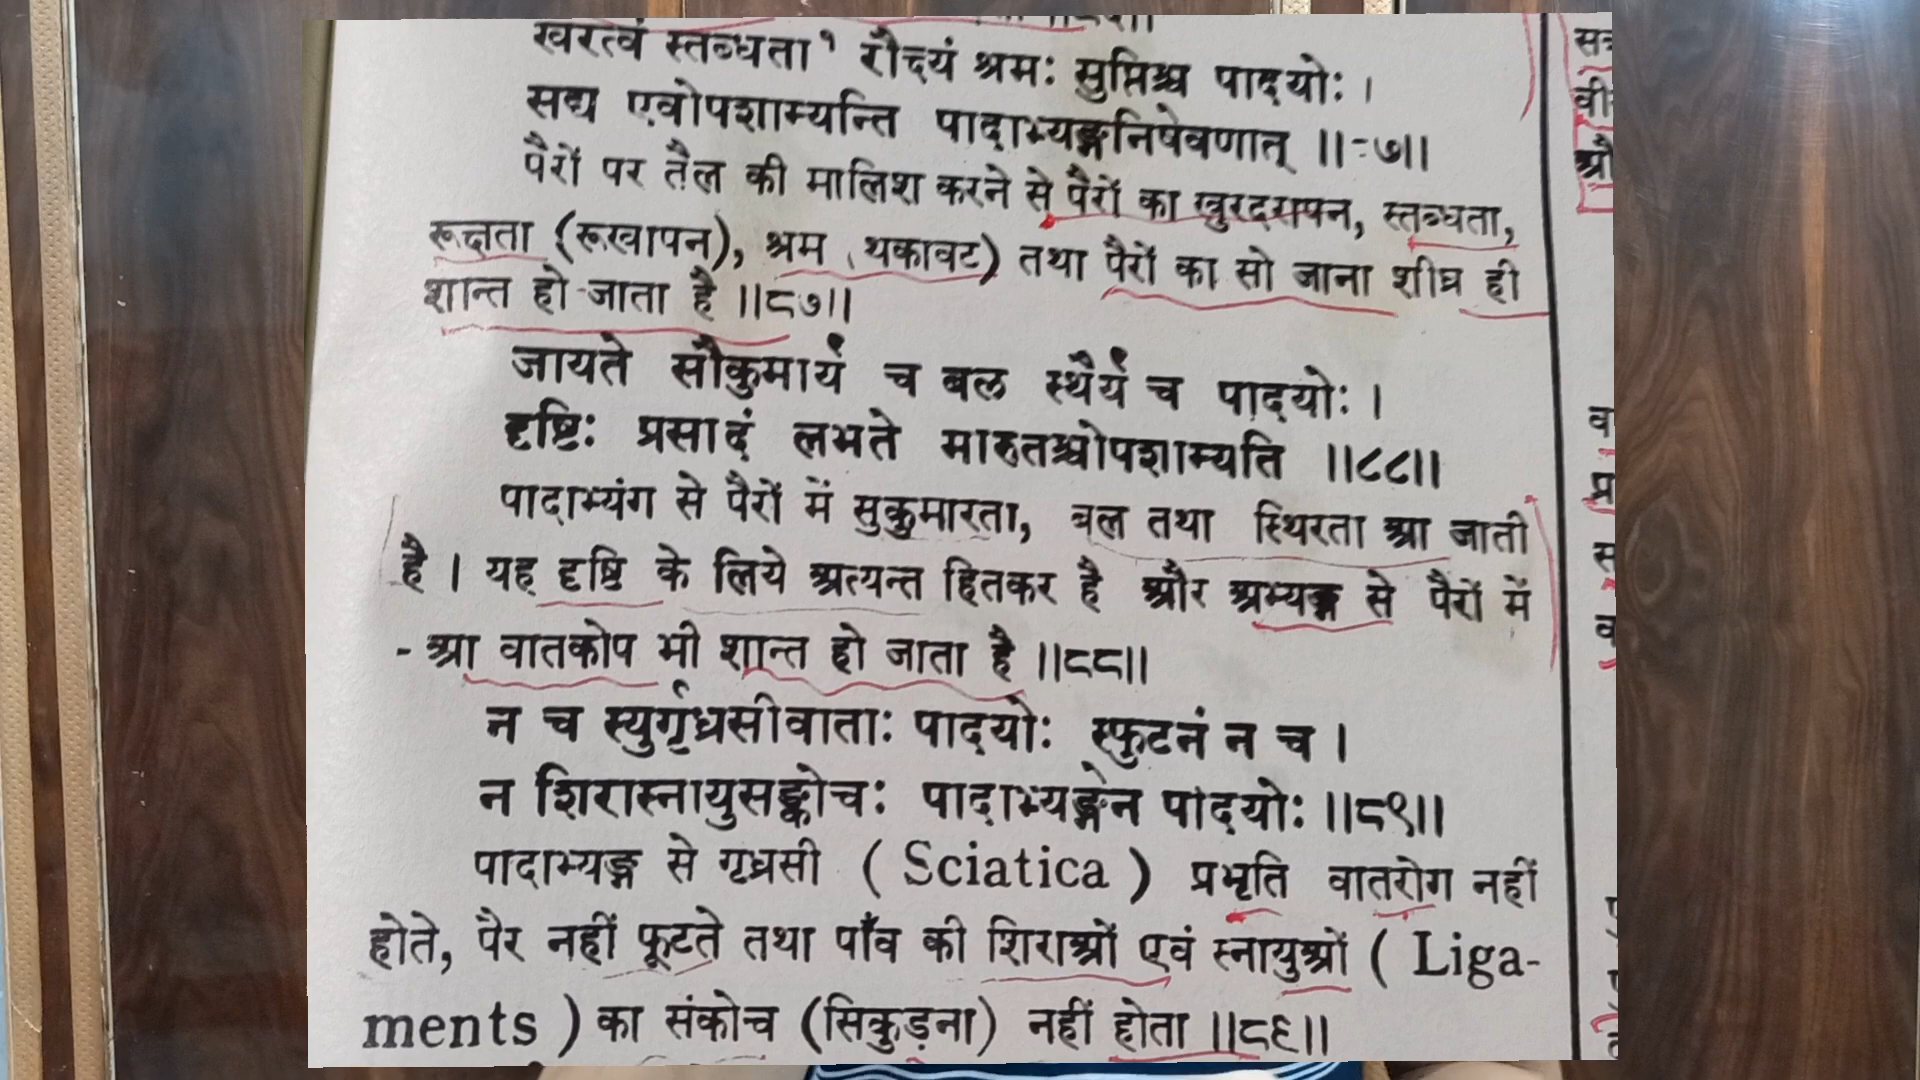 खरत्वं स्तब्धता १ रौक्ष्यं श्रमः सुप्तिश्च पादयोः ।
सद्य एवोपशाम्यन्ति पादाभ्यङ्गनिषेवणात् ॥-७॥
पैरों पर तैल की मालिश करने से पैरों का खुरदरापन, स्तब्धता,
रूक्षता (रूखापन), श्रम (थकावट) तथा पैरों का सो जाना शीघ्र ही
शान्त हो जाता है ॥८७॥
जायते सौकुमार्यं च बल स्थैर्यं च पादयोः ।
दृष्टिः प्रसादं लभते मारुतश्चोपशाम्यति ॥८८॥
पादाभ्यंग से पैरों में सुकुमारता, बल तथा स्थिरता आ जाती
है । यह दृष्टि के लिये अत्यन्त हितकर है और अभ्यङ्ग से पैरों में
-आ वातकोप भी शान्त हो जाता है ॥८८॥
न च स्युर्गृध्रसीवाताः पादयोः स्फुटनं न च ।
न शिरास्नायुसङ्कोचः पादाभ्यङ्गेन पादयोः ॥८९॥
पादाभ्यङ्ग से गृध्रसी ( Sciatica ) प्रभृति वातरोग नहीं
होते, पैर नहीं फूटते तथा पाँव की शिराओं एवं स्नायुओं ( Liga-
ments ) का संकोच (सिकुड़ना) नहीं होता ॥८९॥